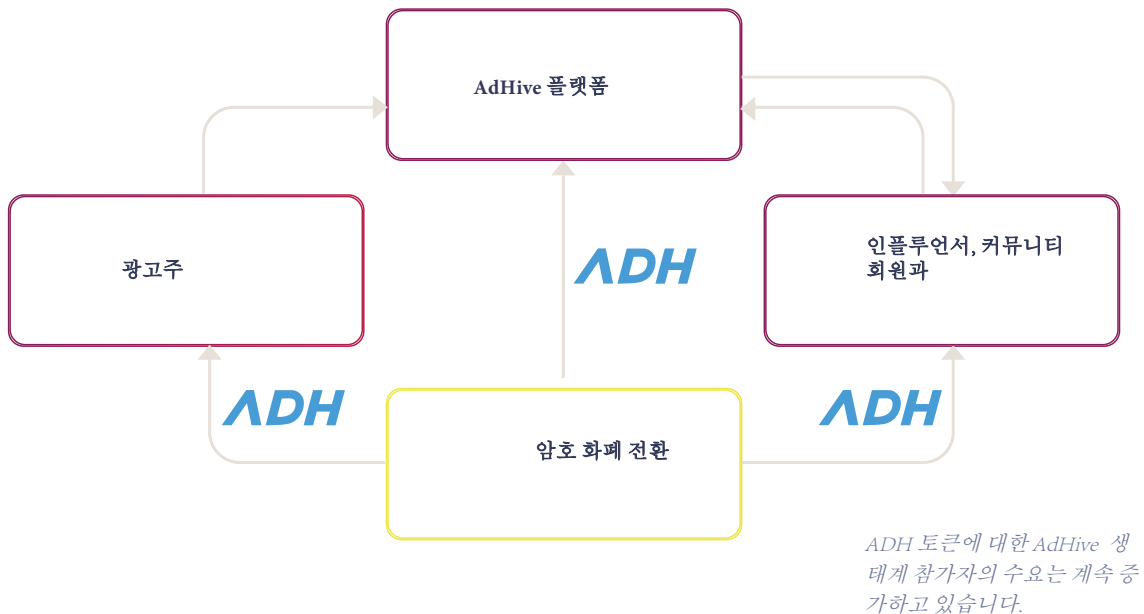 AdHive 플랫폼
광고주
ADH
인플루언서, 커뮤니티
회원과
ADH
암호 화폐 전환
ADH
ADH 토큰에 대한 AdHive 생
태계 참가자의 수요는 계속 증
가하고 있습니다.